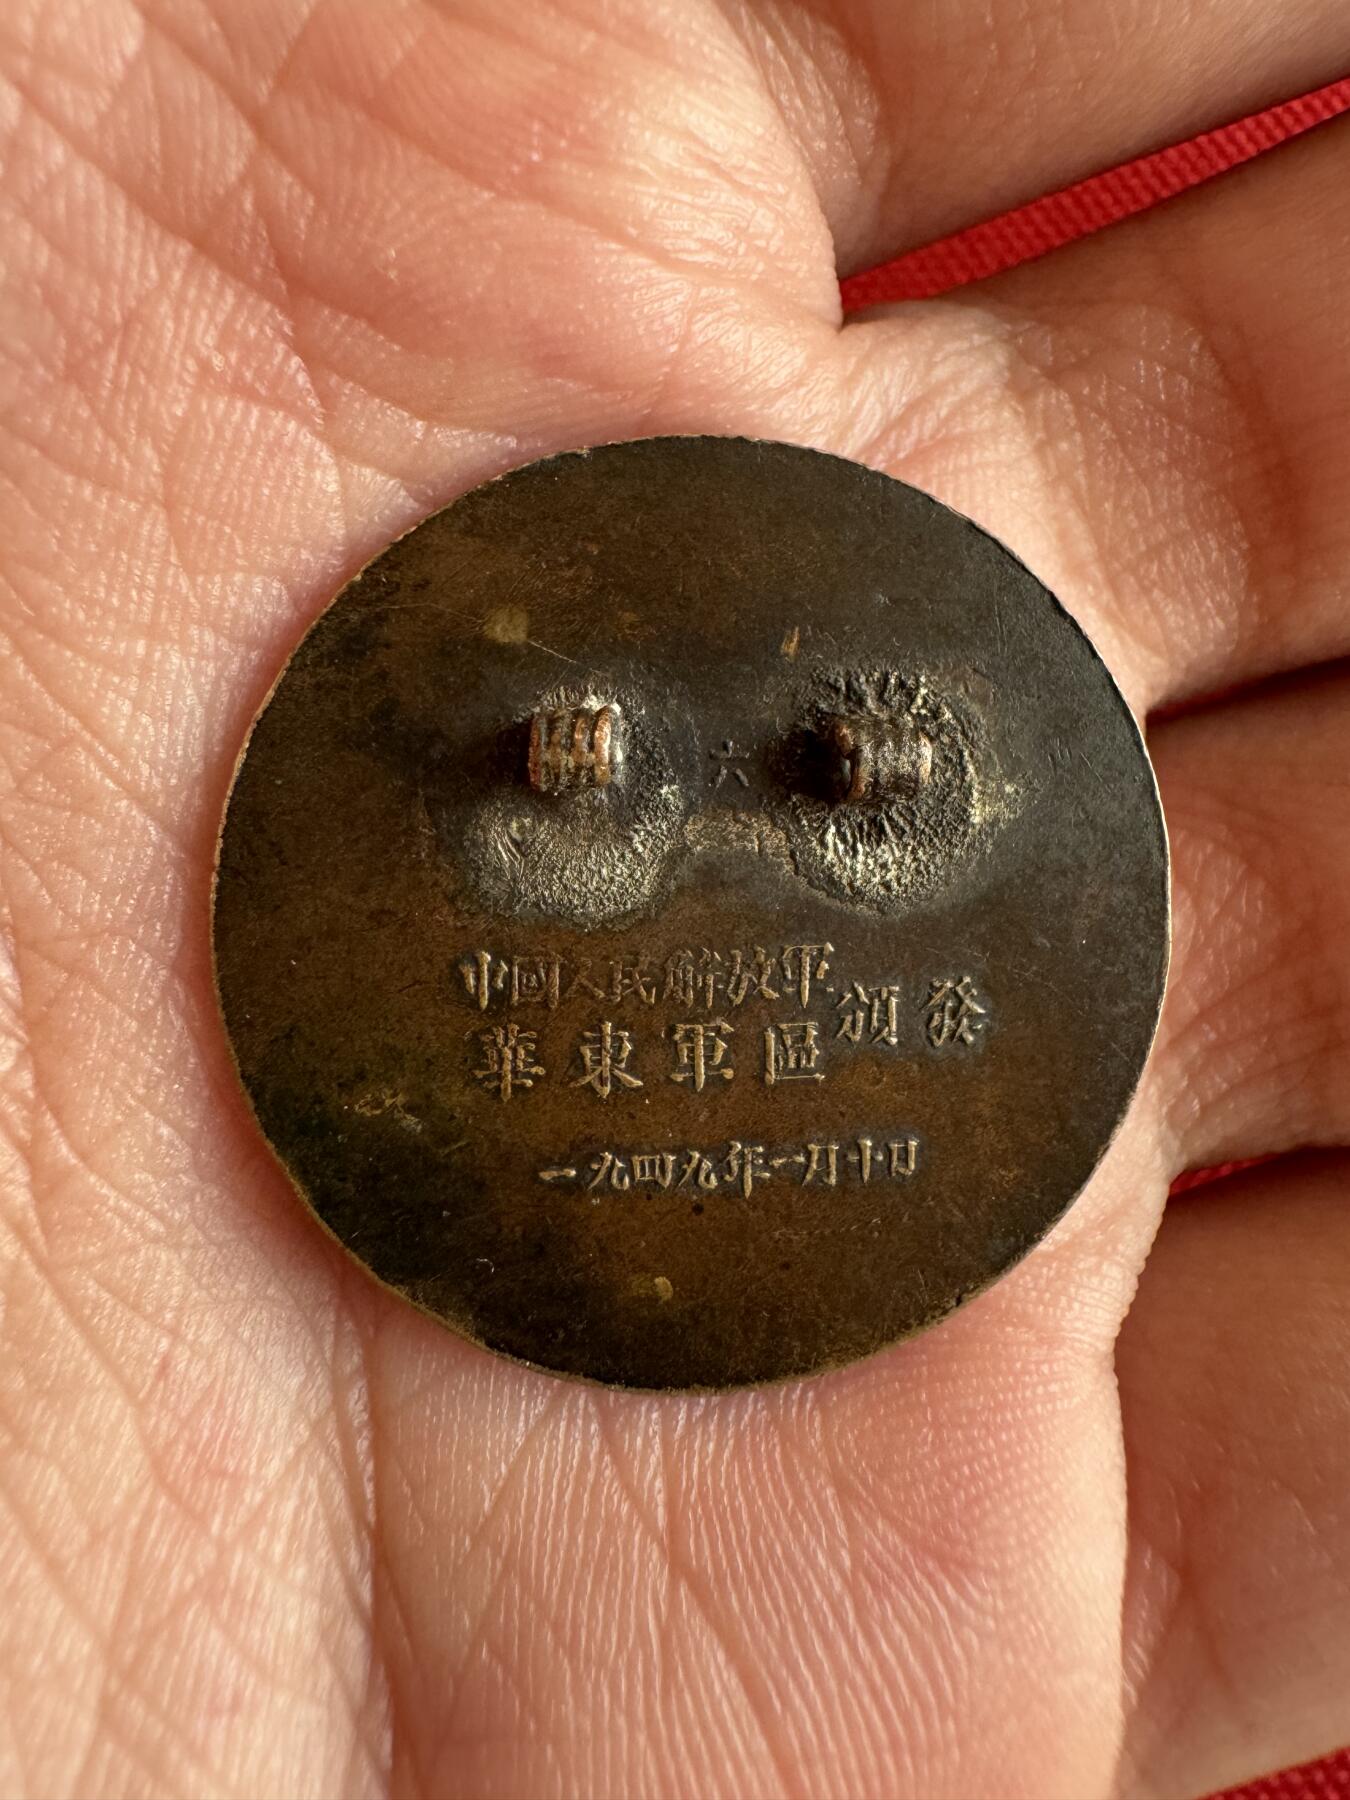 六
中國人民解放軍
華東軍區
頒發
一九四九年一月十日